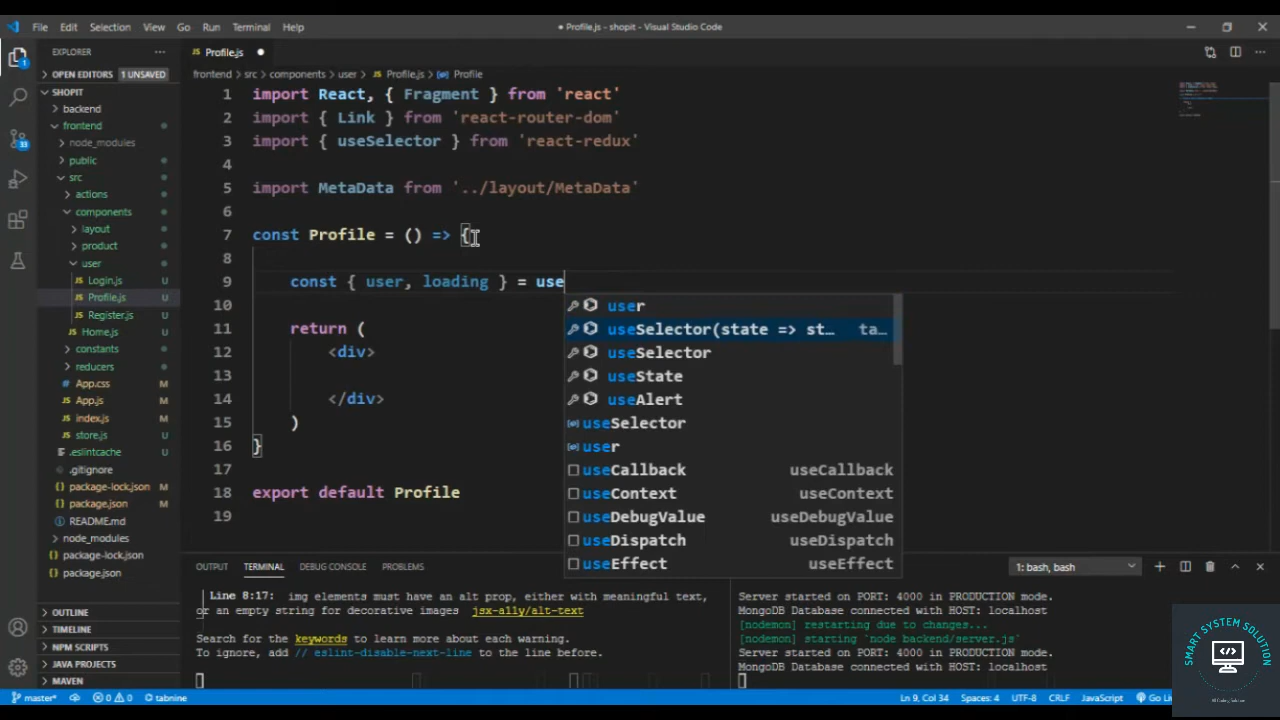 File Edit Selection View Go Run Terminal Help
● Profile.js - shopit - Visual Studio Code
EXPLORER
OPEN EDITORS 1 UNSAVED
SHOPIT
backend
frontend
node_modules
public
src
actions
components
layout
product
user
Login.js U
Profile.js U
Register.js U
Home.js U
constants
reducers
App.css M
App.js M
index.js M
store.js U
.eslintcache
.gitignore
package-lock.json M
package.json M
README.md
node_modules
package-lock.json
package.json
OUTLINE
TIMELINE
NPM SCRIPTS
JAVA PROJECTS
MAVEN
JS Profile.js ●
frontend > src > components > user > JS Profile.js > Profile
1 import React, { Fragment } from 'react'
2 import { Link } from 'react-router-dom'
3 import { useSelector } from 'react-redux'
4
5 import MetaData from '../layout/MetaData'
6
7 const Profile = () => {
8
9 const { user, loading } = use
10
11 return (
12 <div>
13
14 </div>
15 )
16 }
17
18 export default Profile
19
user
useSelector(state => st… ta…
useSelector
useState
useAlert
useSelector
user
useCallback useCallback
useContext useContext
useDebugValue useDebugValue
useDispatch useDispatch
useEffect useEffect
OUTPUT TERMINAL DEBUG CONSOLE PROBLEMS
1: bash, bash
Line 8:17: img elements must have an alt prop, either with meaningful text,
or an empty string for decorative images jsx-a11y/alt-text
Search for the keywords to learn more about each warning.
To ignore, add // eslint-disable-next-line to the line before.
Server started on PORT: 4000 in PRODUCTION mode.
MongoDB Database connected with HOST: localhost
[nodemon] restarting due to changes...
[nodemon] starting `node backend/server.js`
Server started on PORT: 4000 in PRODUCTION mode.
MongoDB Database connected with HOST: localhost
master* 0 0 tabnine
Ln 9, Col 34 Spaces: 4 UTF-8 CRLF JavaScript Go Liv
SMART SYSTEM SOLUTION